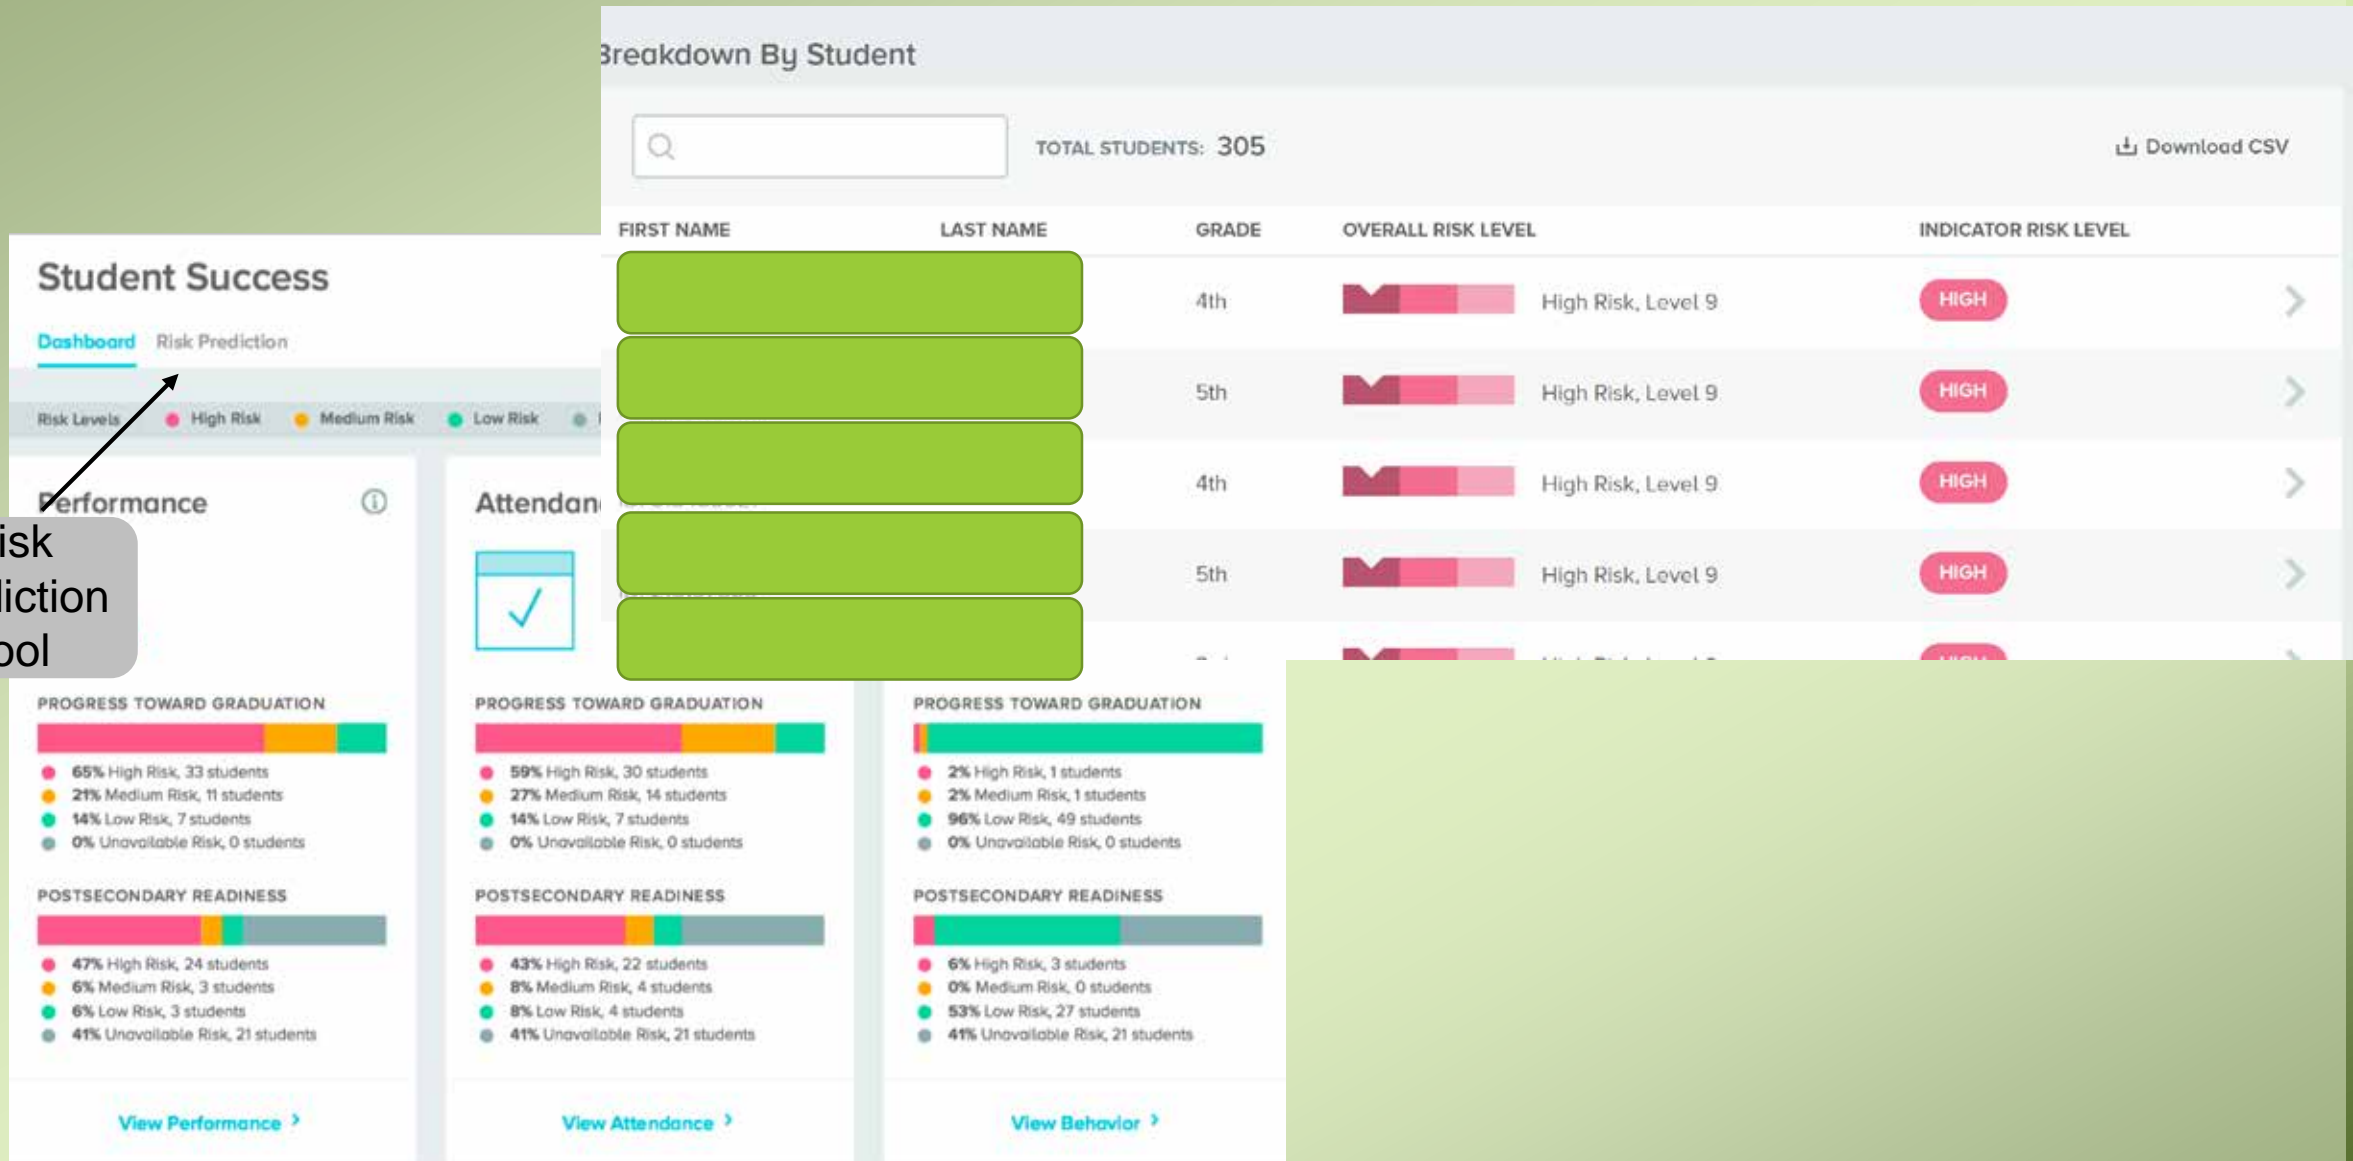 Breakdown By Student
TOTAL STUDENTS: 305
Download CSV
FIRST NAME LAST NAME GRADE OVERALL RISK LEVEL INDICATOR RISK LEVEL
4th High Risk, Level 9 HIGH
5th High Risk, Level 9 HIGH
4th High Risk, Level 9 HIGH
5th High Risk, Level 9 HIGH
Student Success
Dashboard Risk Prediction
Risk Levels High Risk Medium Risk Low Risk
Performance
isk
liction
ool
PROGRESS TOWARD GRADUATION
65% High Risk, 33 students
21% Medium Risk, 11 students
14% Low Risk, 7 students
0% Unavailable Risk, 0 students
POSTSECONDARY READINESS
47% High Risk, 24 students
6% Medium Risk, 3 students
6% Low Risk, 3 students
41% Unavailable Risk, 21 students
View Performance >
Attendan
PROGRESS TOWARD GRADUATION
59% High Risk, 30 students
27% Medium Risk, 14 students
14% Low Risk, 7 students
0% Unavailable Risk, 0 students
POSTSECONDARY READINESS
43% High Risk, 22 students
8% Medium Risk, 4 students
8% Low Risk, 4 students
41% Unavailable Risk, 21 students
View Attendance >
PROGRESS TOWARD GRADUATION
2% High Risk, 1 students
2% Medium Risk, 1 students
96% Low Risk, 49 students
0% Unavailable Risk, 0 students
POSTSECONDARY READINESS
6% High Risk, 3 students
0% Medium Risk, 0 students
53% Low Risk, 27 students
41% Unavailable Risk, 21 students
View Behavior >